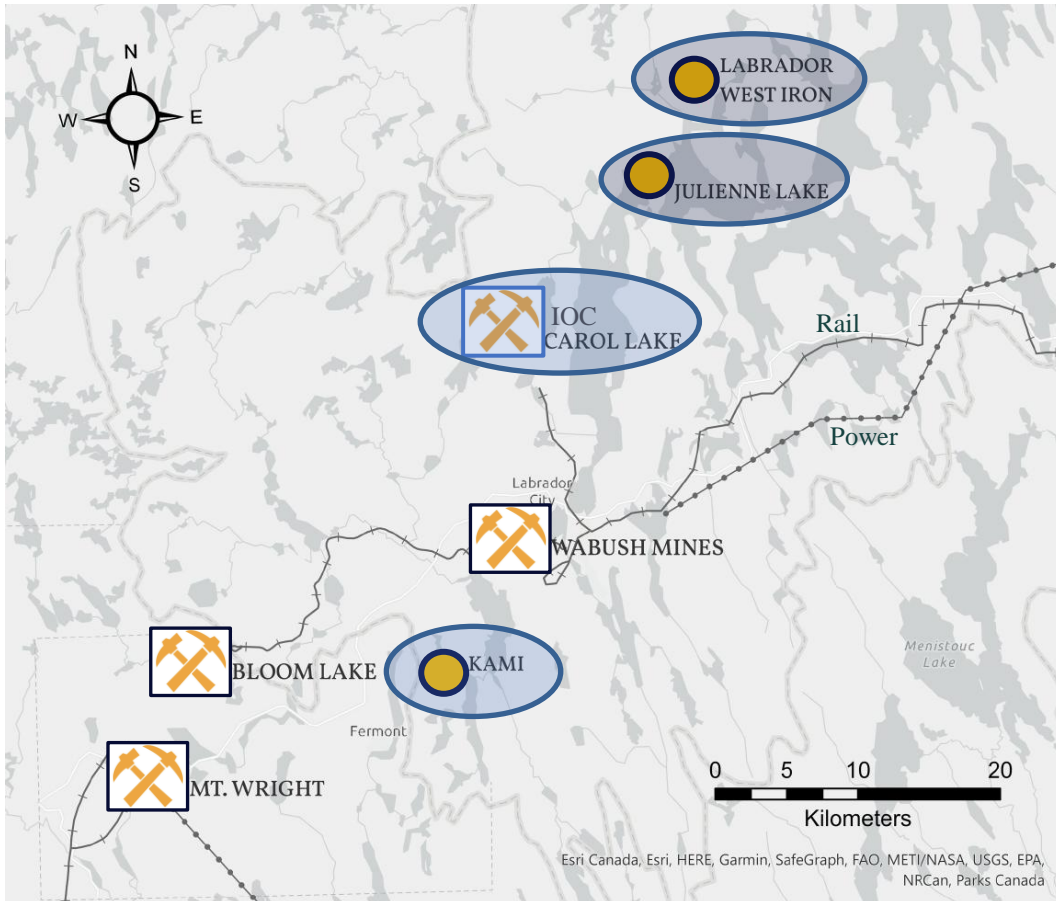 N
W
E
S
LABRADOR
WEST IRON
JULIENNE LAKE
IOC
CAROL LAKE
Rail
Power
Labrador
City
WABUSH MINES
BLOOM LAKE
KAMI
Menistouc
Lake
Fermont
MT. WRIGHT
0 5 10 20
Kilometers
Esri Canada, Esri, HERE, Garmin, SafeGraph, FAO, METI/NASA, USGS, EPA,
NRCan, Parks Canada